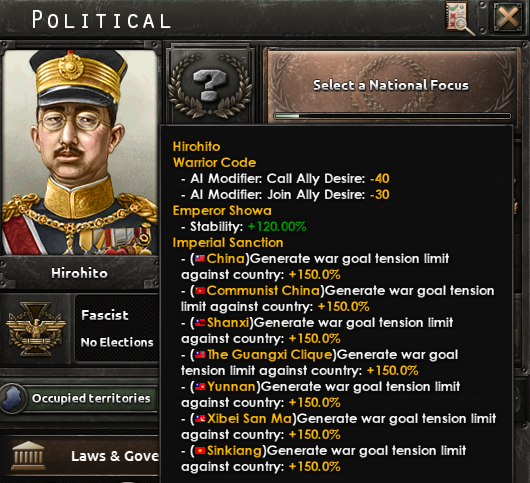 POLITICAL
Select a National Focus
Hirohito
Fascist
No Elections
Occupied territories
Laws & Gove
Hirohito
Warrior Code
- AI Modifier: Call Ally Desire: -40
- AI Modifier: Join Ally Desire: -30
Emperor Showa
- Stability: +120.00%
Imperial Sanction
- (China)Generate war goal tension limit
against country: +150.0%
- (Communist China)Generate war goal tension
limit against country: +150.0%
- (Shanxi)Generate war goal tension limit
against country: +150.0%
- (The Guangxi Clique)Generate war goal
tension limit against country: +150.0%
- (Yunnan)Generate war goal tension limit
against country: +150.0%
- (Xibei San Ma)Generate war goal tension limit
against country: +150.0%
- (Sinkiang)Generate war goal tension limit
against country: +150.0%